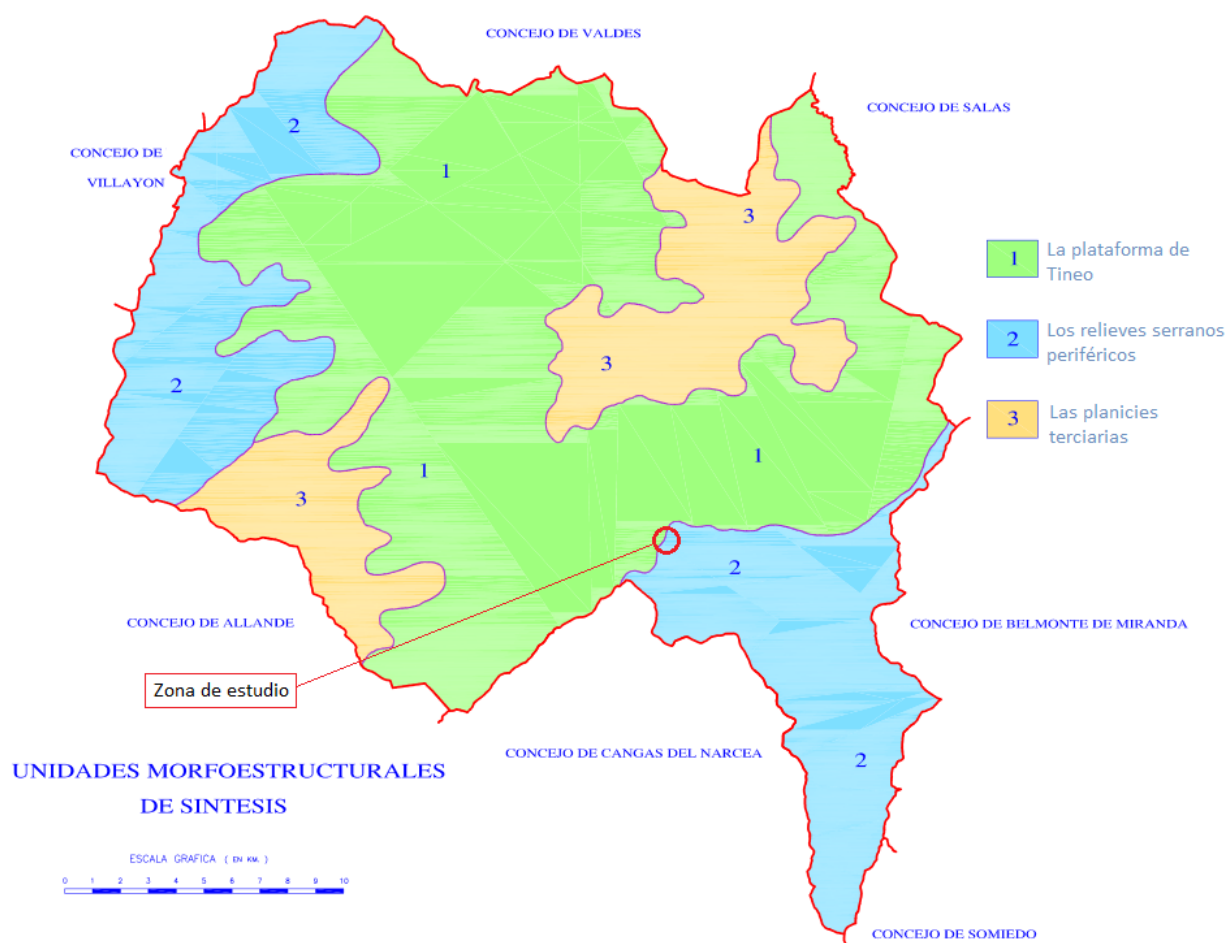 CONCEJO DE VALDES
CONCEJO DE SALAS
2
CONCEJO DE
VILLAYON
1
3
1 La plataforma de
Tineo
2 Los relieves serranos
periféricos
3
2
3 Las planicies
terciarias
1
1
3
2
CONCEJO DE ALLANDE
CONCEJO DE BELMONTE DE MIRANDA
Zona de estudio
CONCEJO DE CANGAS DEL NARCEA
2
UNIDADES MORFOESTRUCTURALES
DE SINTESIS
ESCALA GRAFICA ( EN KM. )
0 1 2 3 4 5 6 7 8 9 10
CONCEJO DE SOMIEDO